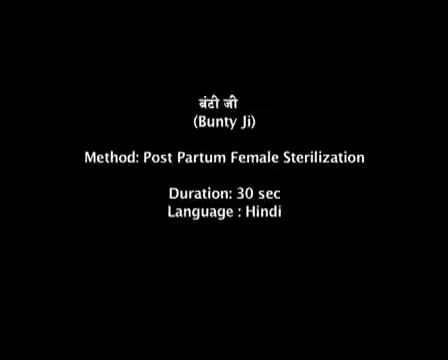 बंटी जी
(Bunty Ji)
Method: Post Partum Female Sterilization
Duration: 30 sec
Language : Hindi